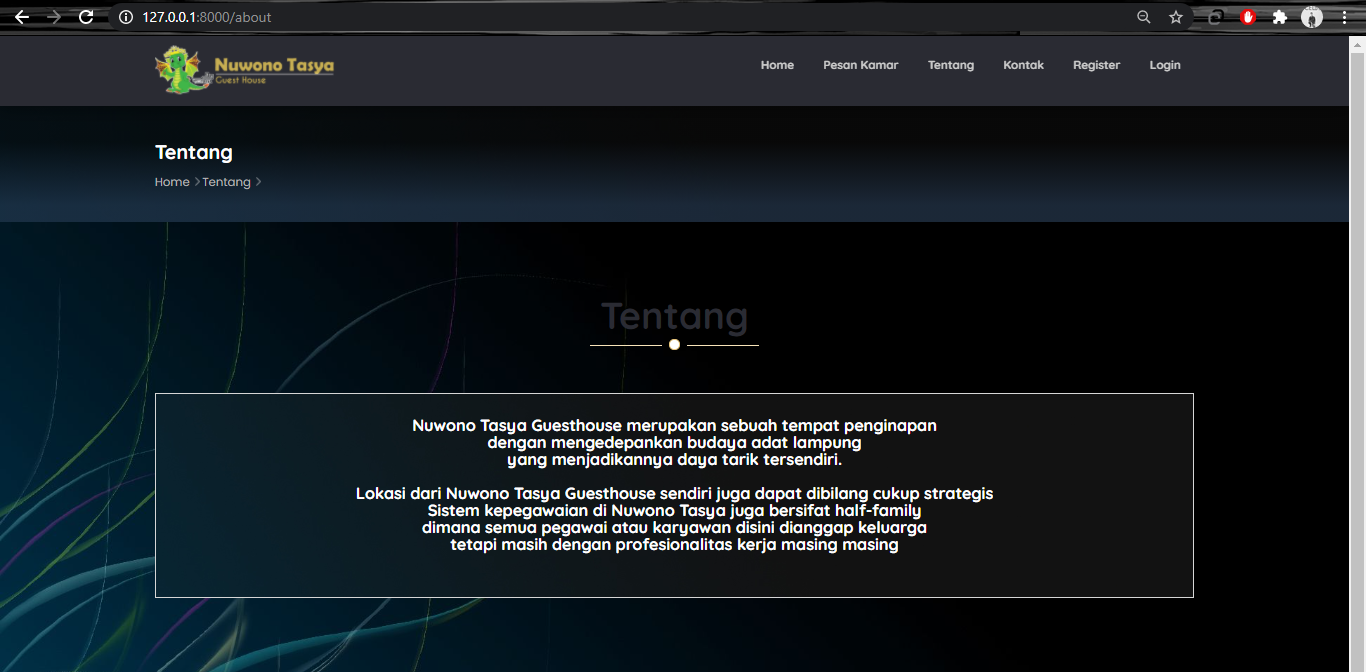 127.0.0.1:8000/about
Nuwono Tasya
Guest House
Home
Pesan Kamar
Tentang
Kontak
Register
Login
Tentang
Home > Tentang >
Tentang
Nuwono Tasya Guesthouse merupakan sebuah tempat penginapan
dengan mengedepankan budaya adat lampung
yang menjadikannya daya tarik tersendiri.
Lokasi dari Nuwono Tasya Guesthouse sendiri juga dapat dibilang cukup strategis
Sistem kepegawaian di Nuwono Tasya juga bersifat half-family
dimana semua pegawai atau karyawan disini dianggap keluarga
tetapi masih dengan profesionalitas kerja masing masing